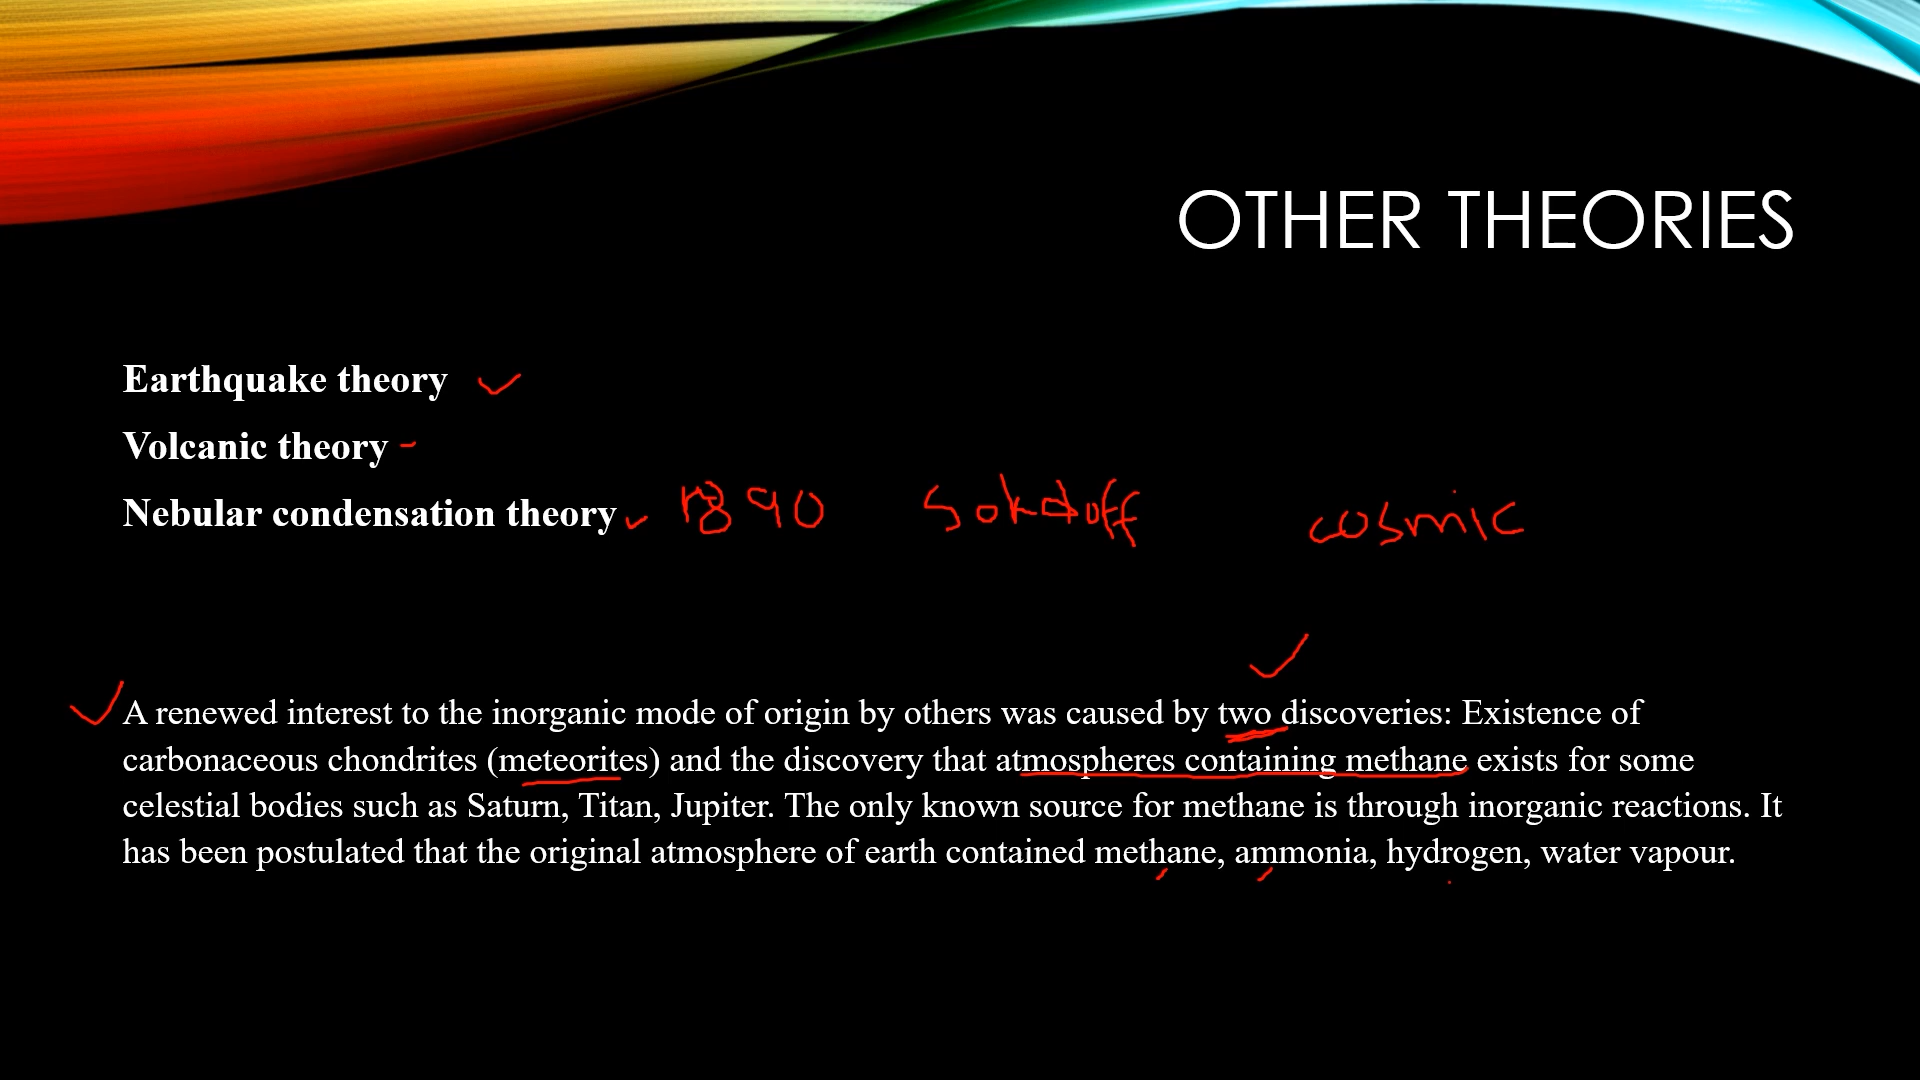 OTHER THEORIES
Earthquake theory
Volcanic theory -
Nebular condensation theory 1890 Sokoloff cosmic
A renewed interest to the inorganic mode of origin by others was caused by two discoveries: Existence of
carbonaceous chondrites (meteorites) and the discovery that atmospheres containing methane exists for some
celestial bodies such as Saturn, Titan, Jupiter. The only known source for methane is through inorganic reactions. It
has been postulated that the original atmosphere of earth contained methane, ammonia, hydrogen, water vapour.